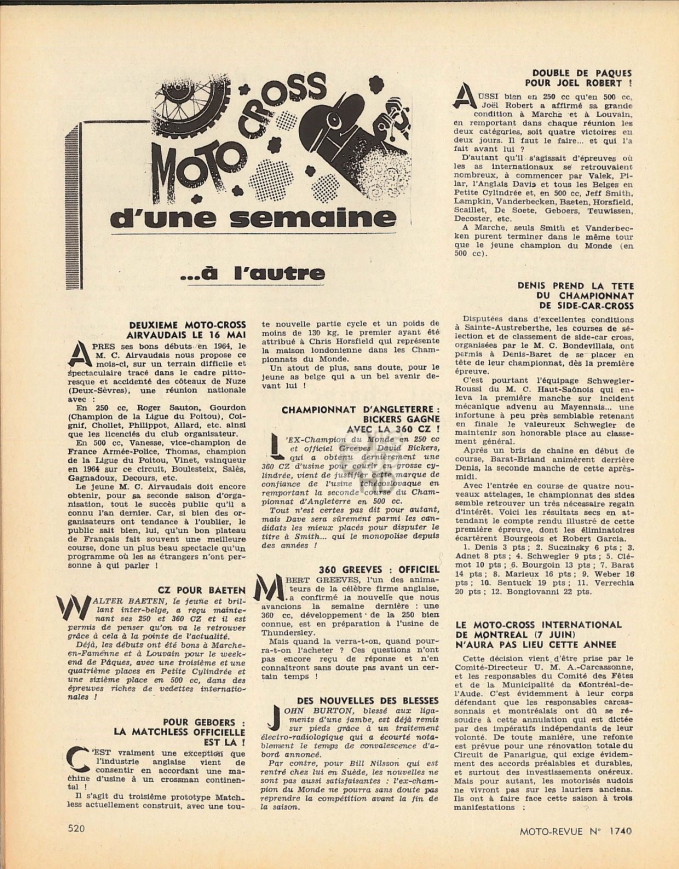 MOTO CROSS
d'une semaine
...à l'autre
DEUXIEME MOTO-CROSS
AIRVAUDAIS LE 16 MAI
APRES ses bons débuts en 1964, le
M. C. Airvaudais nous propose ce
mois-ci, sur un terrain difficile et
spectaculaire tracé dans le cadre pitto-
resque et accidenté des côteaux de Nuze
(Deux-Sèvres), une réunion nationale
avec :
En 250 cc, Roger Sauton, Gourdon
(Champion de la Ligue du Poitou), Coi-
gnif, Chollet, Philippot, Allard, etc. ainsi
que les licenciés du club organisateur.
En 500 cc, Vanesse, vice-champion de
France Armée-Police, Thomas, champion
de la Ligue du Poitou, Vinet, vainqueur
en 1964 sur ce circuit, Boulesteix, Salés,
Gagnadoux, Decours, etc.
Le jeune M. C. Airvaudais doit encore
obtenir, pour sa seconde saison d'orga-
nisation, tout le succès public qu'il a
connu l'an dernier. Car, si bien des or-
ganisateurs ont tendance à l'oublier, le
public sait bien, lui, qu'un bon plateau
de Français fait souvent une meilleure
course, donc un plus beau spectacle qu'un
programme où les as étrangers n'ont per-
sonne à qui parler !
CZ POUR BAETEN
WALTER BAETEN, le jeune et bril-
lant inter-belge, a reçu mainte-
nant ses 250 et 360 CZ et il est
permis de penser qu'on va le retrouver
grâce à cela à la pointe de l'actualité.
Déjà, les débuts ont été bons à Marche-
en-Famenne et à Louvain pour le week-
end de Pâques, avec une troisième et une
quatrième places en Petite Cylindrée et
une sixième place en 500 cc, dans des
épreuves riches de vedettes internatio-
nales !
POUR GEBOERS :
LA MATCHLESS OFFICIELLE
EST LA !
C'EST vraiment une exception que
l'industrie anglaise vient de
consentir en accordant une ma-
chine d'usine à un crossman continen-
tal !
Il s'agit du troisième prototype Match-
less actuellement construit, avec une tou-
te nouvelle partie cycle et un poids de
moins de 130 kg, le premier ayant été
attribué à Chris Horsfield qui représente
la maison londonienne dans les Cham-
pionnats du Monde.
Un atout de plus, sans doute, pour le
jeune as belge qui a un bel avenir de-
vant lui !
CHAMPIONNAT D'ANGLETERRE :
BICKERS GAGNE
AVEC LA 360 CZ !
L'EX-Champion du Monde en 250 cc
et officiel Greeves David Bickers,
qui a obtenu dernièrement une
360 CZ d'usine pour courir en grosse cy-
lindrée, vient de justifier cette marque de
confiance de l'usine en
remportant la seconde course du Cham-
pionnat d'Angleterre en 500 cc.
Tout n'est certes pas dit pour autant,
mais Dave sera sûrement parmi les can-
didats les mieux placés pour disputer le
titre à Smith... qui le monopolise depuis
des années !
360 GREEVES : OFFICIEL
MBERT GREEVES, l'un des anima-
teurs de la célèbre firme anglaise,
a confirmé la nouvelle que nous
avancions la semaine dernière : une
360 cc, développement de la 250 bien
connue, est en préparation à l'usine de
Thundersley.
Mais quand la verra-t-on, quand pour-
ra-t-on l'acheter ? Ces questions n'ont
pas encore reçu de réponse et n'en
connaîtront sans doute pas avant un cer-
tain temps !
DES NOUVELLES DES BLESSES
JOHN BURTON, blessé aux liga-
ments d'une jambe, est déjà remis
sur pieds grâce à un traitement
électro-radiologique qui a écourté nota-
blement le temps de convalescence d'a-
bord annoncé.
Par contre, pour Bill Nilson qui est
rentré chez lui en Suède, les nouvelles ne
sont pas aussi satisfaisantes : l'ex-cham-
pion du Monde ne pourra sans doute pas
reprendre la compétition avant la fin de
la saison.
DOUBLE DE PAQUES
POUR JOEL ROBERT !
AUSSI bien en 250 cc qu'en 500 cc,
Joël Robert a affirmé sa grande
condition à Marche et à Louvain,
en remportant dans chaque réunion les
deux catégories, soit quatre victoires en
deux jours. Il faut le faire... et qui l'a
fait avant lui ?
D'autant qu'il s'agissait d'épreuves où
les as internationaux se retrouvaient
nombreux, à commencer par Valek, Pi-
lar, l'Anglais Davis et tous les Belges en
Petite Cylindrée et, en 500 cc, Jeff Smith,
Lampkin, Vanderbecken, Baeten, Horsfield,
Scaillet, De Soete, Geboers, Teuwissen,
Decoster, etc.
A Marche, seuls Smith et Vanderbec-
ken purent terminer dans le même tour
que le jeune champion du Monde (en
500 cc).
DENIS PREND LA TETE
DU CHAMPIONNAT
DE SIDE-CAR-CROSS
Disputées dans d'excellentes conditions
à Sainte-Austreberthe, les courses de sé-
lection et de classement de side-car cross,
organisées par le M. C. Bondevillais, ont
permis à Denis-Baret de se placer en
tête de leur championnat, dès la première
épreuve.
C'est pourtant l'équipage Schwegler-
Roussi du M. C. Haut-Saônois qui en-
leva la première manche sur incident
mécanique advenu au Mayennais... une
infortune à peu près semblable retenant
en finale le valeureux Schwegler de
maintenir son honorable place au classe-
ment général.
Après un bris de chaîne en début de
course, Barat-Briand animèrent derrière
Denis, la seconde manche de cette après-
midi.
Avec l'entrée en course de quatre nou-
veaux attelages, le championnat des sides
semble retrouver un très nécessaire regain
d'intérêt. Voici les résultats secs en at-
tendant le compte rendu illustré de cette
première épreuve, dont les éliminatoires
écartèrent Bourgeois et Robert Garcia.
1. Denis 3 pts ; 2. Suczinsky 6 pts ; 3.
Adnet 8 pts ; 4. Schwegler 9 pts ; 5. Clé-
mot 10 pts ; 6. Bourgoin 13 pts ; 7. Barat
14 pts ; 8. Marieux 16 pts ; 9. Weber 16
pts ; 10. Sentuck 19 pts ; 11. Verrechia
20 pts ; 12. Bongiovanni 22 pts.
LE MOTO-CROSS INTERNATIONAL
DE MONTREAL (7 JUIN)
N'AURA PAS LIEU CETTE ANNEE
Cette décision vient d'être prise par le
Comité-Directeur U. M. A.-Carcassonne,
et les responsables du Comité des Fêtes
et de la Municipalité de Montréal-de-
l'Aude. C'est évidemment à leur corps
défendant que les responsables carcas-
sonnais et montréalais ont dû se ré-
soudre à cette annulation qui est dictée
par des impératifs indépendants de leur
volonté. De toute manière, une refonte
est prévue pour une rénovation totale du
Circuit de Panarigue, qui exige évidem-
ment des accords préalables et durables,
et surtout des investissements onéreux.
Mais pour autant, les motorisés audois
ne vivront pas sur les lauriers anciens.
Ils ont à faire face cette saison à trois
manifestations :
520
MOTO-REVUE N° 1740